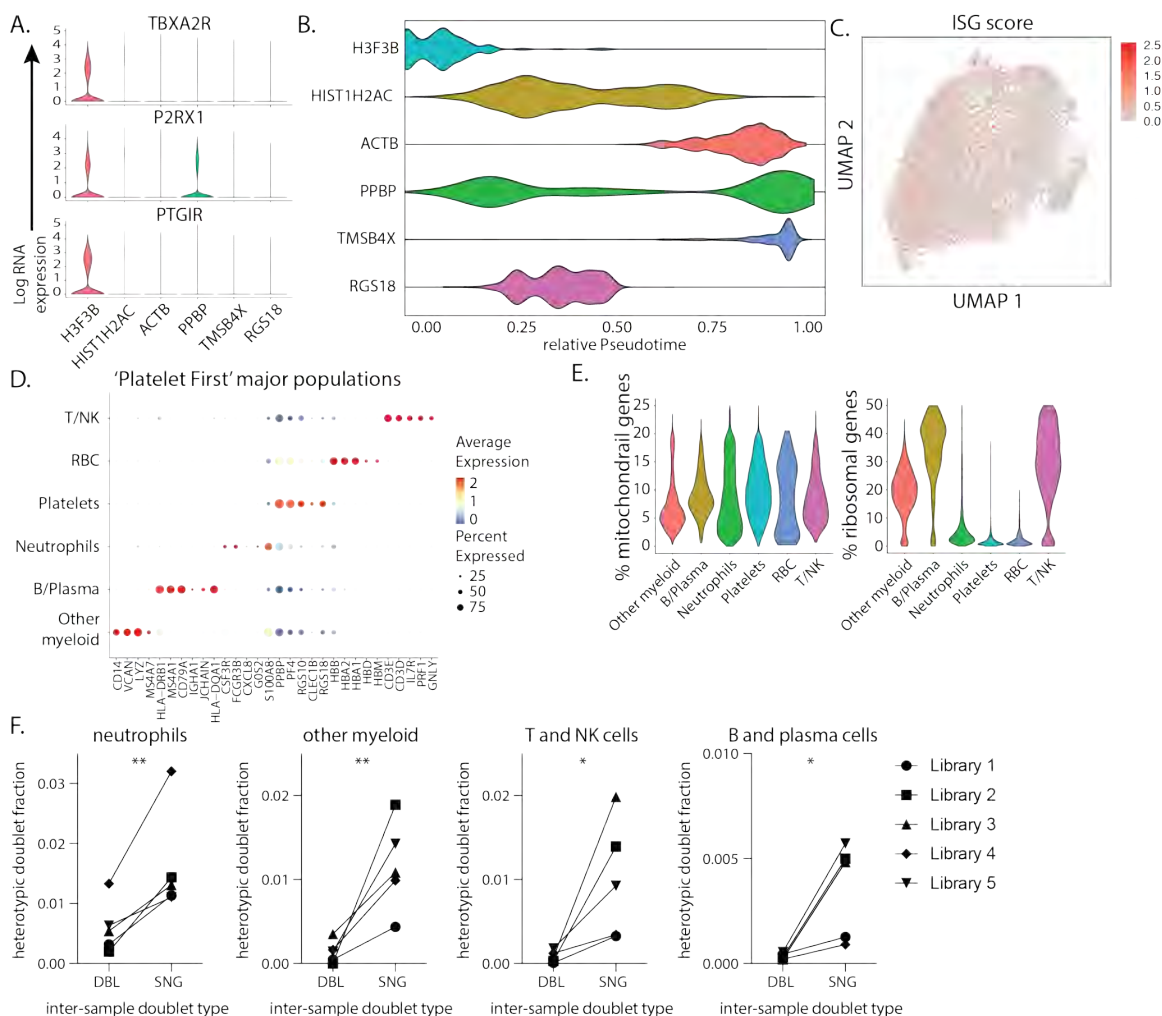 A.
TBXA2R
5
4
3
2
1
0
P2RX1
4
2
0
PTGIR
5
4
3
2
1
0
Log RNA
expression
H3F3B
HIST1H2AC
ACTB
PPBP
TMSB4X
RGS18
B.
H3F3B
HIST1H2AC
ACTB
PPBP
TMSB4X
RGS18
0.00 0.25 0.50 0.75 1.00
relative Pseudotime
C.
ISG score
2.5
2.0
1.5
1.0
0.5
0.0
UMAP 2
UMAP 1
D.
'Platelet First' major populations
T/NK
RBC
Platelets
Neutrophils
B/Plasma
Other
myeloid
CD14
VCAN
LYZ
MS4A7
HLA-DRB1
MS4A1
CD79A
IGHA1
JCHAIN
HLA-DQA1
CSF3R
FCGR3B
CXCL8
G0S2
S100A8
PPBP
PF4
RGS10
CLEC1B
RGS18
HBB
HBA2
HBA1
HBD
HBM
CD3E
CD3D
IL7R
PRF1
GNLY
Average
Expression
2
1
0
Percent
Expressed
25
50
75
E.
% mitochondrail genes
25
20
15
10
5
0
Other myeloid
B/Plasma
Neutrophils
Platelets
RBC
T/NK
% ribosomal genes
50
40
30
20
10
0
Other myeloid
B/Plasma
Neutrophils
Platelets
RBC
T/NK
F.
neutrophils
**
heterotypic doublet fraction
0.03
0.02
0.01
0.00
DBL SNG
inter-sample doublet type
other myeloid
**
heterotypic doublet fraction
0.02
0.01
0.00
DBL SNG
inter-sample doublet type
T and NK cells
*
heterotypic doublet fraction
0.02
0.01
0.00
DBL SNG
inter-sample doublet type
B and plasma cells
*
heterotypic doublet fraction
0.010
0.005
0.000
DBL SNG
inter-sample doublet type
Library 1
Library 2
Library 3
Library 4
Library 5